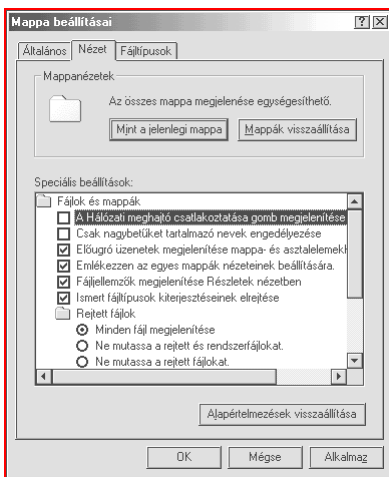 Mappa beállításai
Általános Nézet Fájltípusok
Mappanézetek
Az összes mappa megjelenése egységesíthető.
Mint a jelenlegi mappa Mappák visszaállítása
Speciális beállítások:
Fájlok és mappák
A Hálózati meghajtó csatlakoztatása gomb megjelenítése
Csak nagybetűket tartalmazó nevek engedélyezése
Előugró üzenetek megjelenítése mappa- és asztalelemekh
Emlékezzen az egyes mappák nézeteinek beállítására.
Fájljellemzők megjelenítése Részletek nézetben
Ismert fájltípusok kiterjesztéseinek elrejtése
Rejtett fájlok
Minden fájl megjelenítése
Ne mutassa a rejtett és rendszerfájlokat.
Ne mutassa a rejtett fájlokat.
Alapértelmezések visszaállítása
OK Mégse Alkalmaz